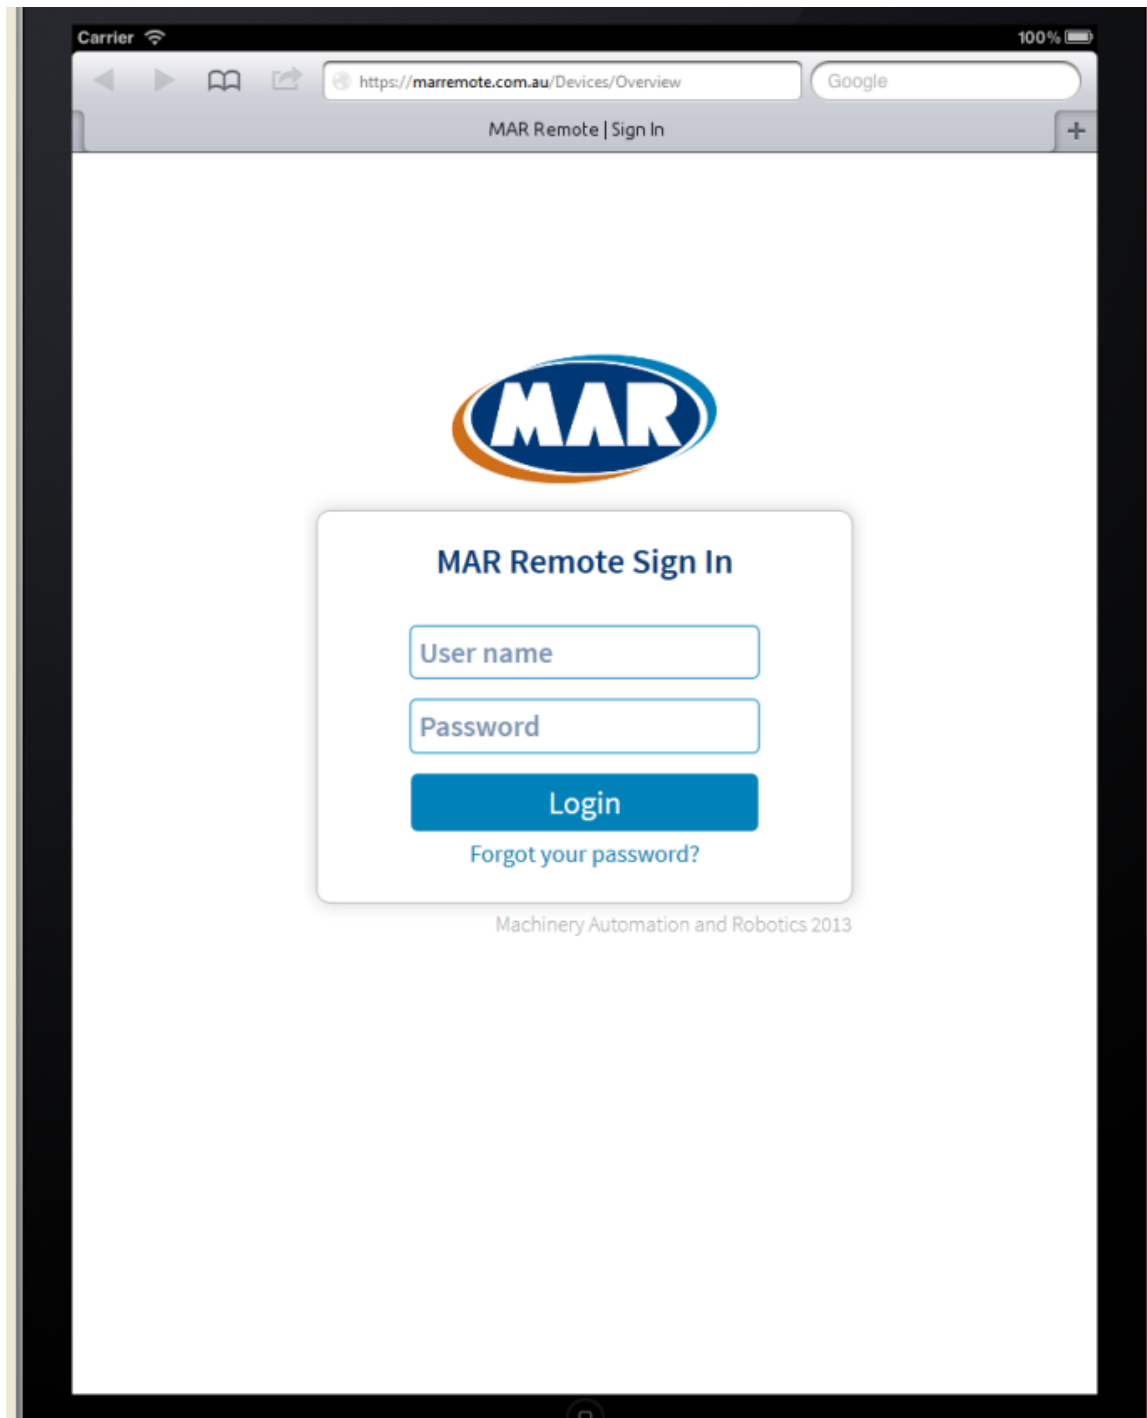 Carrier 100%
https://marremote.com.au/Devices/Overview Google
MAR Remote | Sign In +
MAR
MAR Remote Sign In
User name
Password
Login
Forgot your password?
Machinery Automation and Robotics 2013